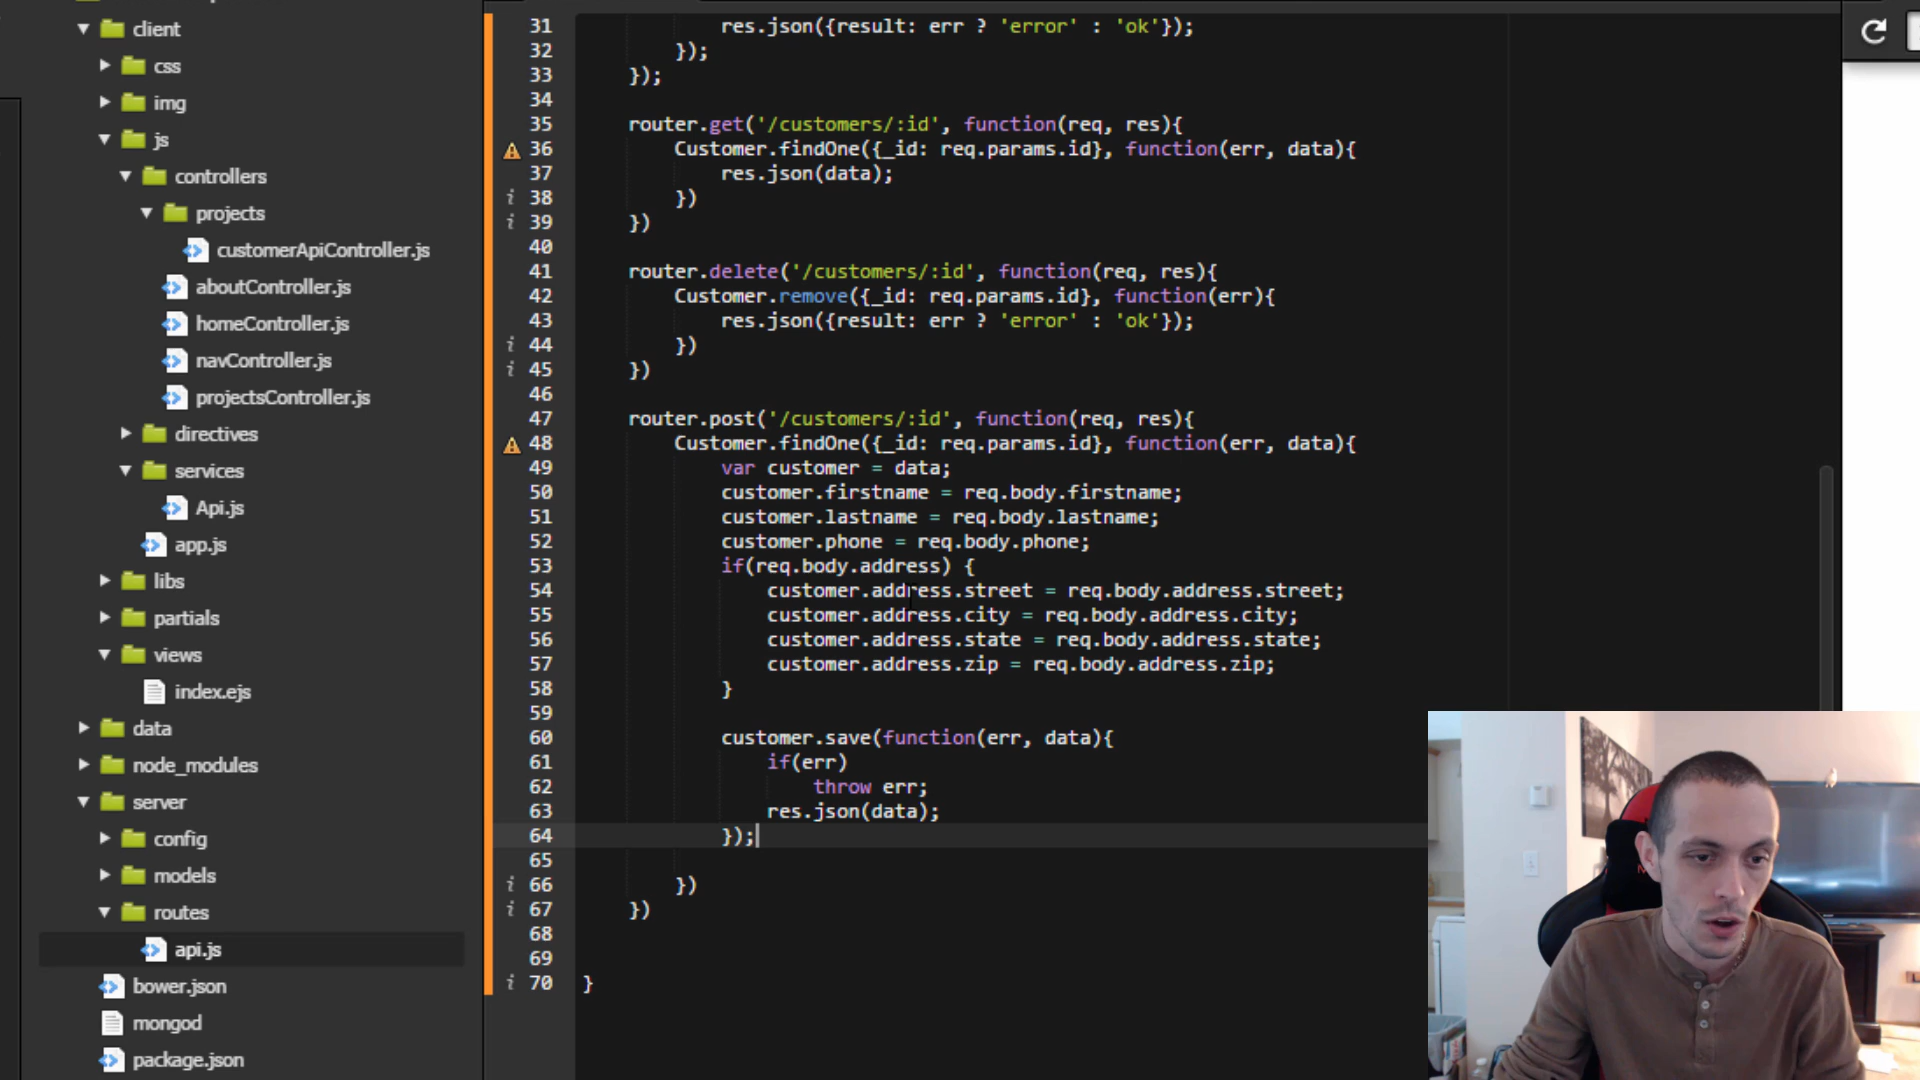 client
css
img
js
controllers
projects
customerApiController.js
aboutController.js
homeController.js
navController.js
projectsController.js
directives
services
Api.js
app.js
libs
partials
views
index.ejs
data
node_modules
server
config
models
routes
api.js
bower.json
mongod
package.json
31 res.json({result: err ? 'error' : 'ok'});
32 });
33 });
34
35 router.get('/customers/:id', function(req, res){
36 Customer.findOne({_id: req.params.id}, function(err, data){
37 res.json(data);
38 })
39 })
40
41 router.delete('/customers/:id', function(req, res){
42 Customer.remove({_id: req.params.id}, function(err){
43 res.json({result: err ? 'error' : 'ok'});
44 })
45 })
46
47 router.post('/customers/:id', function(req, res){
48 Customer.findOne({_id: req.params.id}, function(err, data){
49 var customer = data;
50 customer.firstname = req.body.firstname;
51 customer.lastname = req.body.lastname;
52 customer.phone = req.body.phone;
53 if(req.body.address) {
54 customer.address.street = req.body.address.street;
55 customer.address.city = req.body.address.city;
56 customer.address.state = req.body.address.state;
57 customer.address.zip = req.body.address.zip;
58 }
59
60 customer.save(function(err, data){
61 if(err)
62 throw err;
63 res.json(data);
64 });
65
66 })
67 })
68
69
70 }